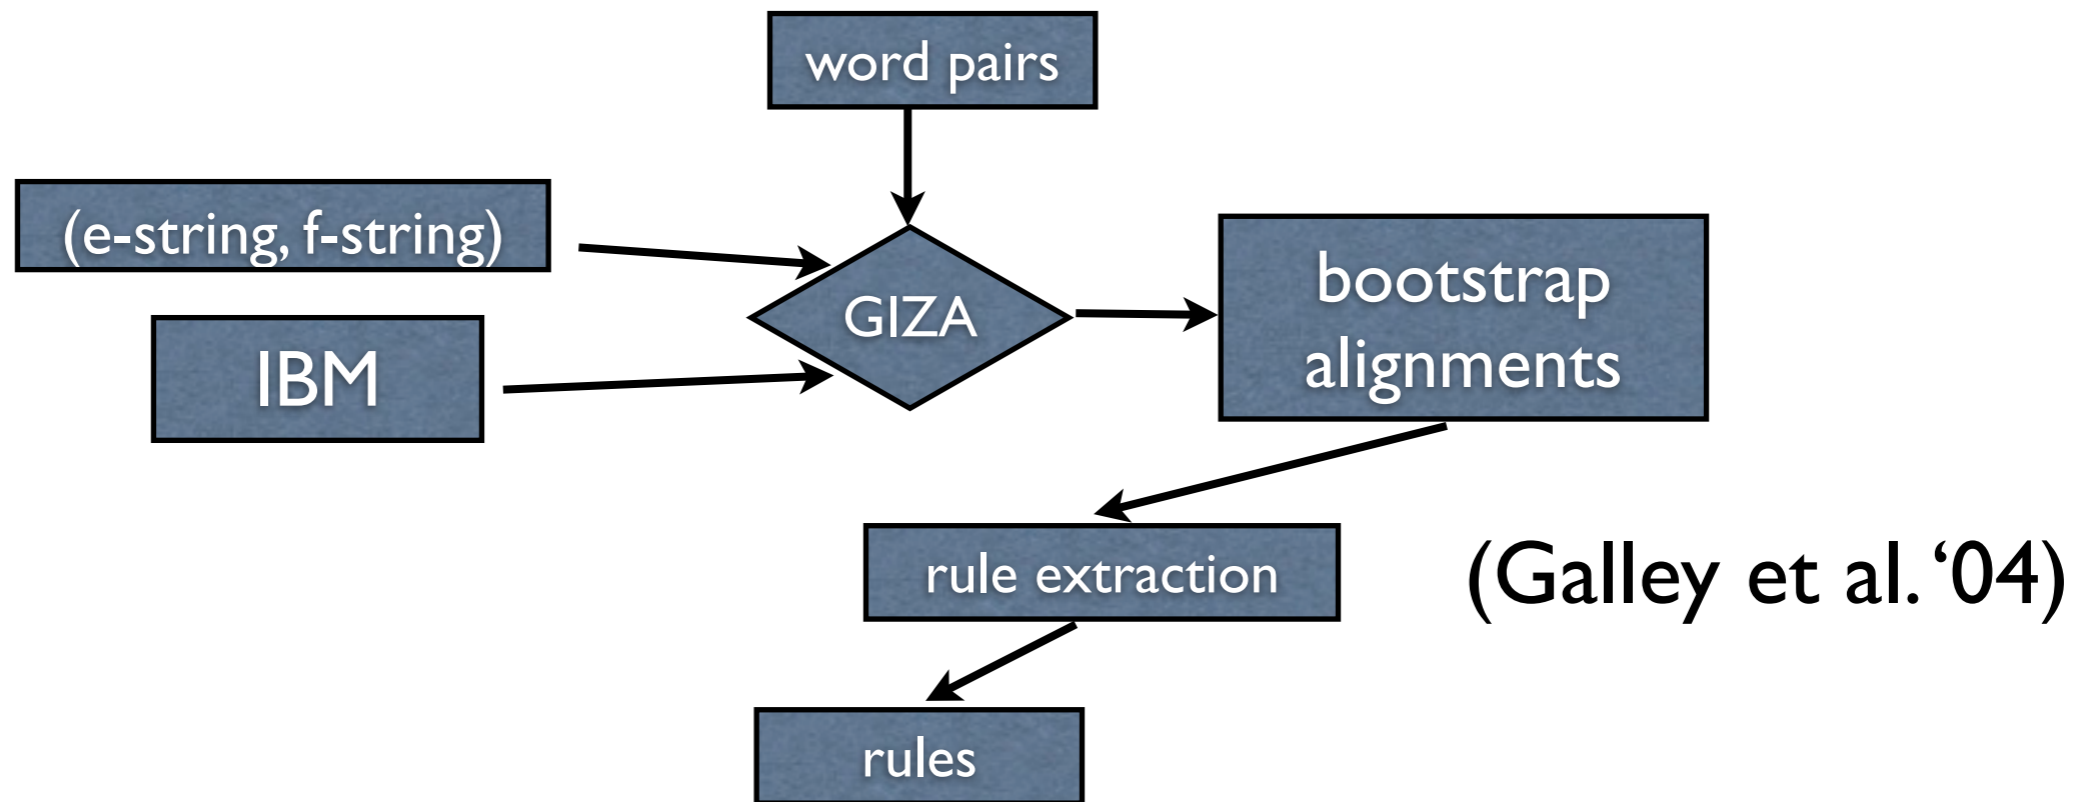 word pairs
(e-string, f-string)
GIZA
IBM
bootstrap
alignments
rule extraction
(Galley et al. ‘04)
rules